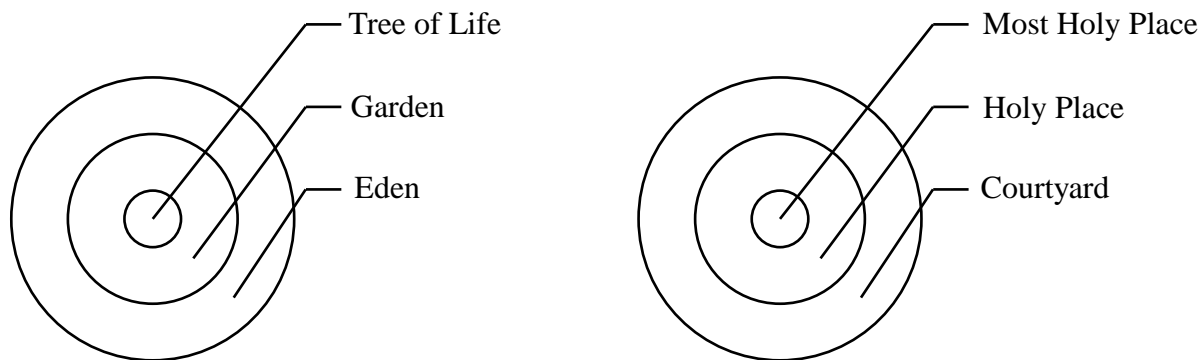 Tree of Life
Garden
Eden
Most Holy Place
Holy Place
Courtyard